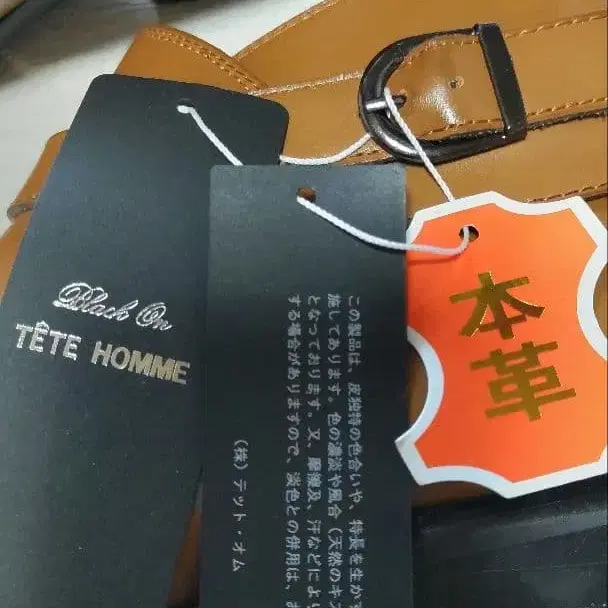 Black On
TÊTE HOMME
この製品は、皮独特の色合いや、特長を生かす
施してあります。色の濃淡や風合(天然のキズ
となっております。又、摩擦及、汗などにより
する場合がありますので、淡色との併用は、
(株)テット・オム
本革